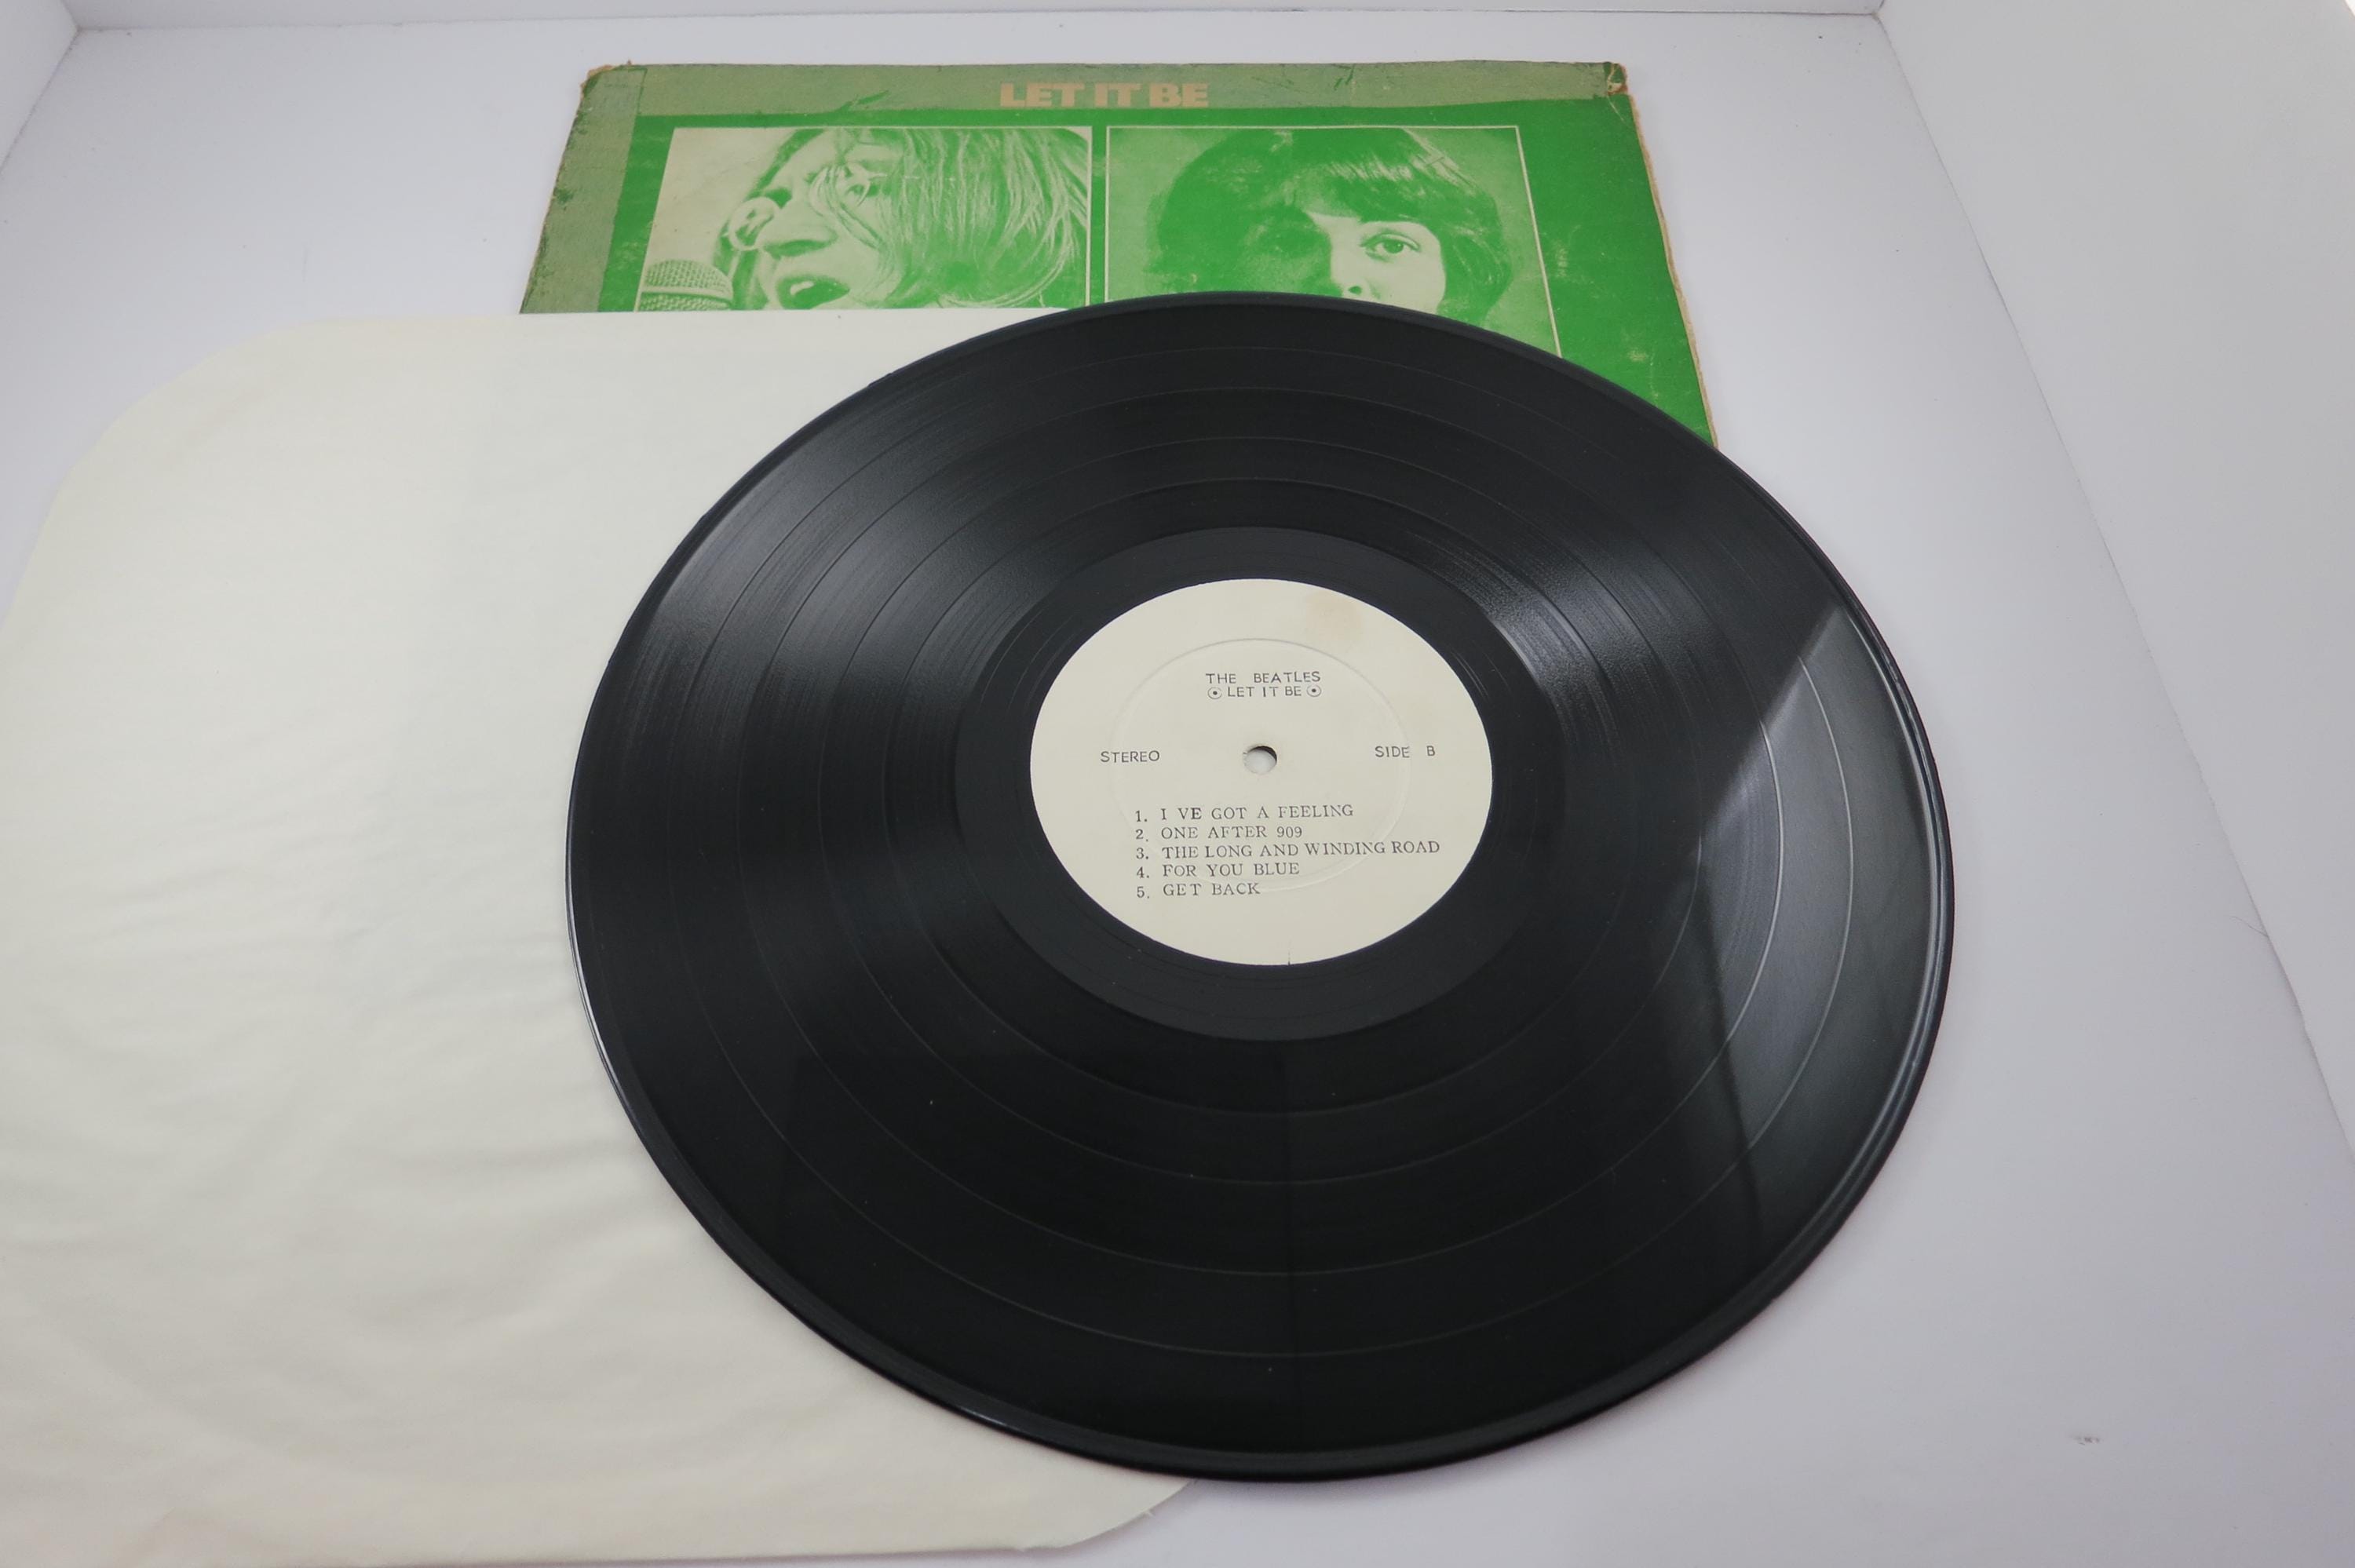 LET IT BE
THE BEATLES
LET IT BE
STEREO
SIDE B
1. I VE GOT A FEELING
2. ONE AFTER 909
3. THE LONG AND WINDING ROAD
4. FOR YOU BLUE
5. GET BACK